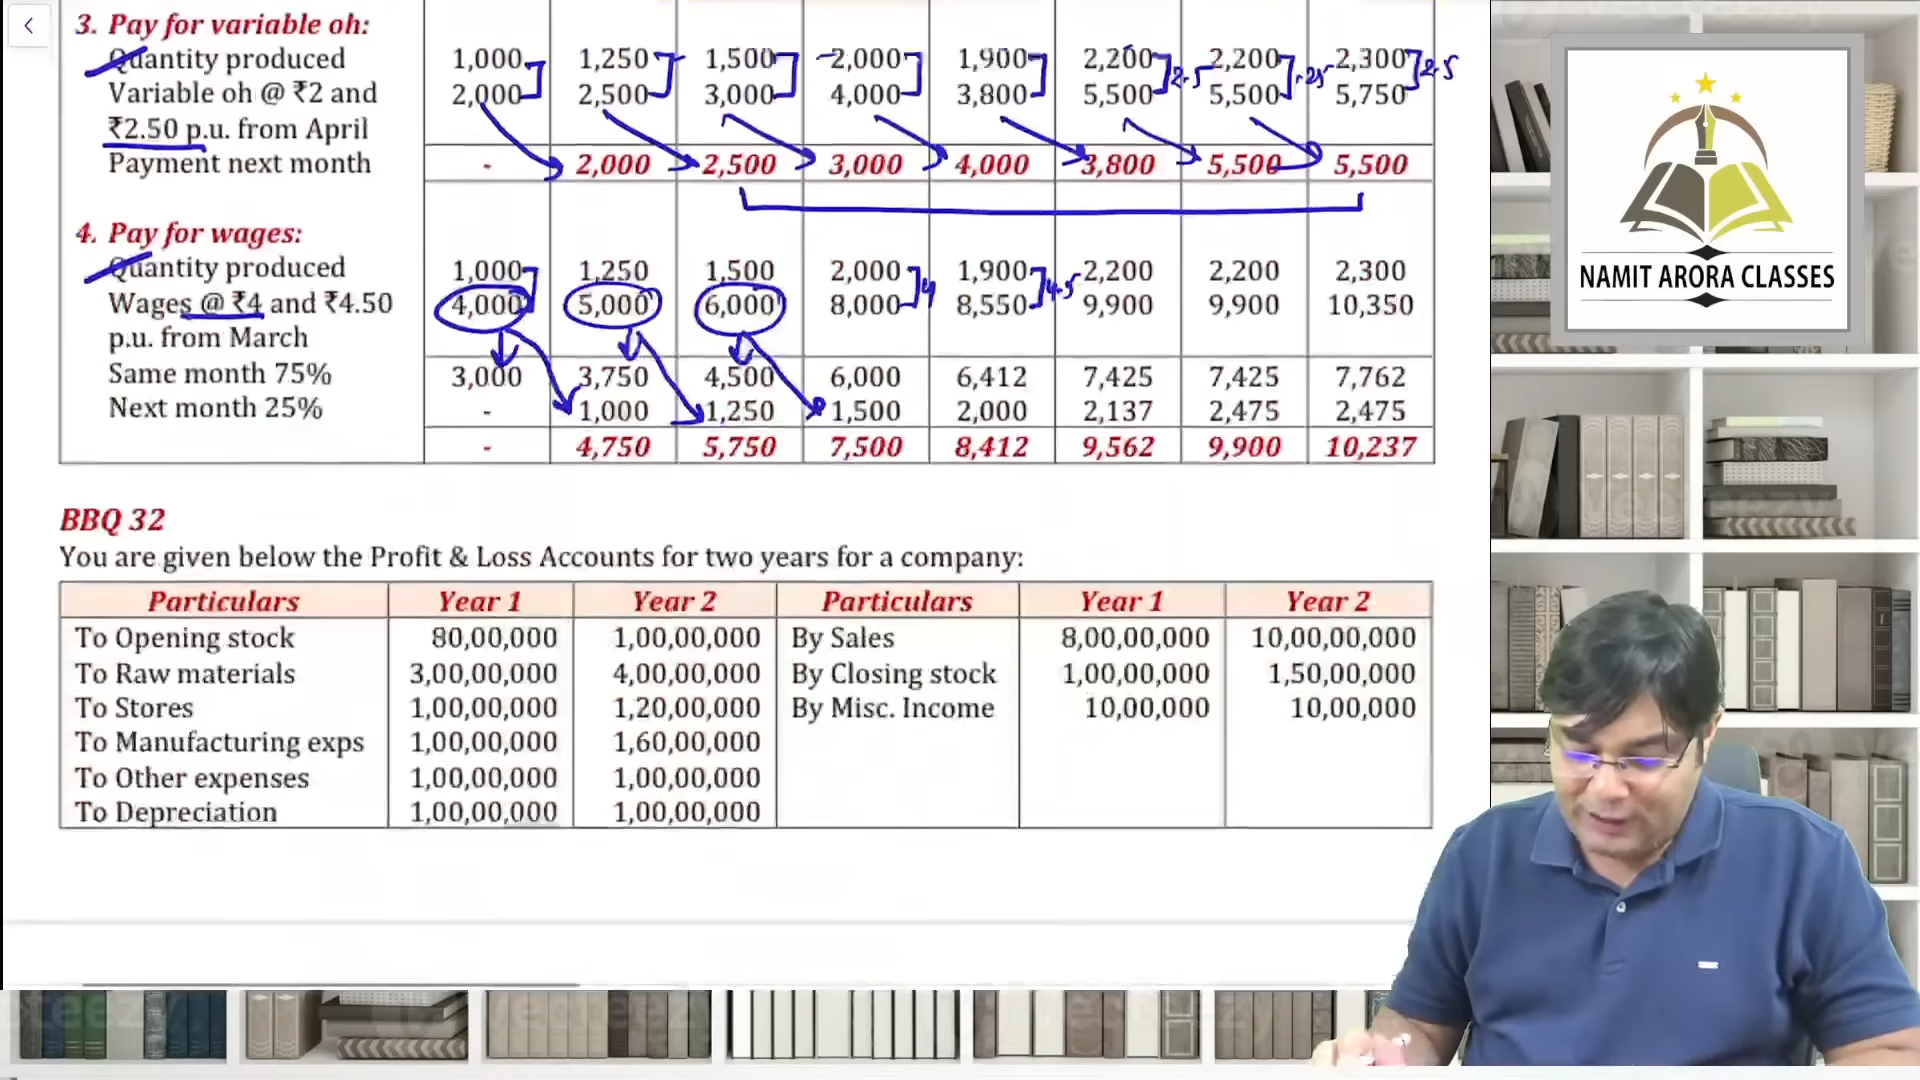 3. Pay for variable oh:
Quantity produced 1,000 1,250 1,500 2,000 1,900 2,200 2,200 2,300
Variable oh @ ₹2 and 2,000 2,500 3,000 4,000 3,800 5,500 5,500 5,750
₹2.50 p.u. from April
Payment next month - 2,000 2,500 3,000 4,000 3,800 5,500 5,500
2.5 .25 2.5
4. Pay for wages:
Quantity produced 1,000 1,250 1,500 2,000 1,900 2,200 2,200 2,300
Wages @ ₹4 and ₹4.50 4,000 5,000 6,000 8,000 8,550 9,900 9,900 10,350
4 4.5
p.u. from March
Same month 75% 3,000 3,750 4,500 6,000 6,412 7,425 7,425 7,762
Next month 25% - 1,000 1,250 1,500 2,000 2,137 2,475 2,475
- 4,750 5,750 7,500 8,412 9,562 9,900 10,237
BBQ 32
You are given below the Profit & Loss Accounts for two years for a company:
Particulars Year 1 Year 2 Particulars Year 1 Year 2
To Opening stock 80,00,000 1,00,00,000 By Sales 8,00,00,000 10,00,00,000
To Raw materials 3,00,00,000 4,00,00,000 By Closing stock 1,00,00,000 1,50,00,000
To Stores 1,00,00,000 1,20,00,000 By Misc. Income 10,00,000 10,00,000
To Manufacturing exps 1,00,00,000 1,60,00,000
To Other expenses 1,00,00,000 1,00,00,000
To Depreciation 1,00,00,000 1,00,00,000
NAMIT ARORA CLASSES